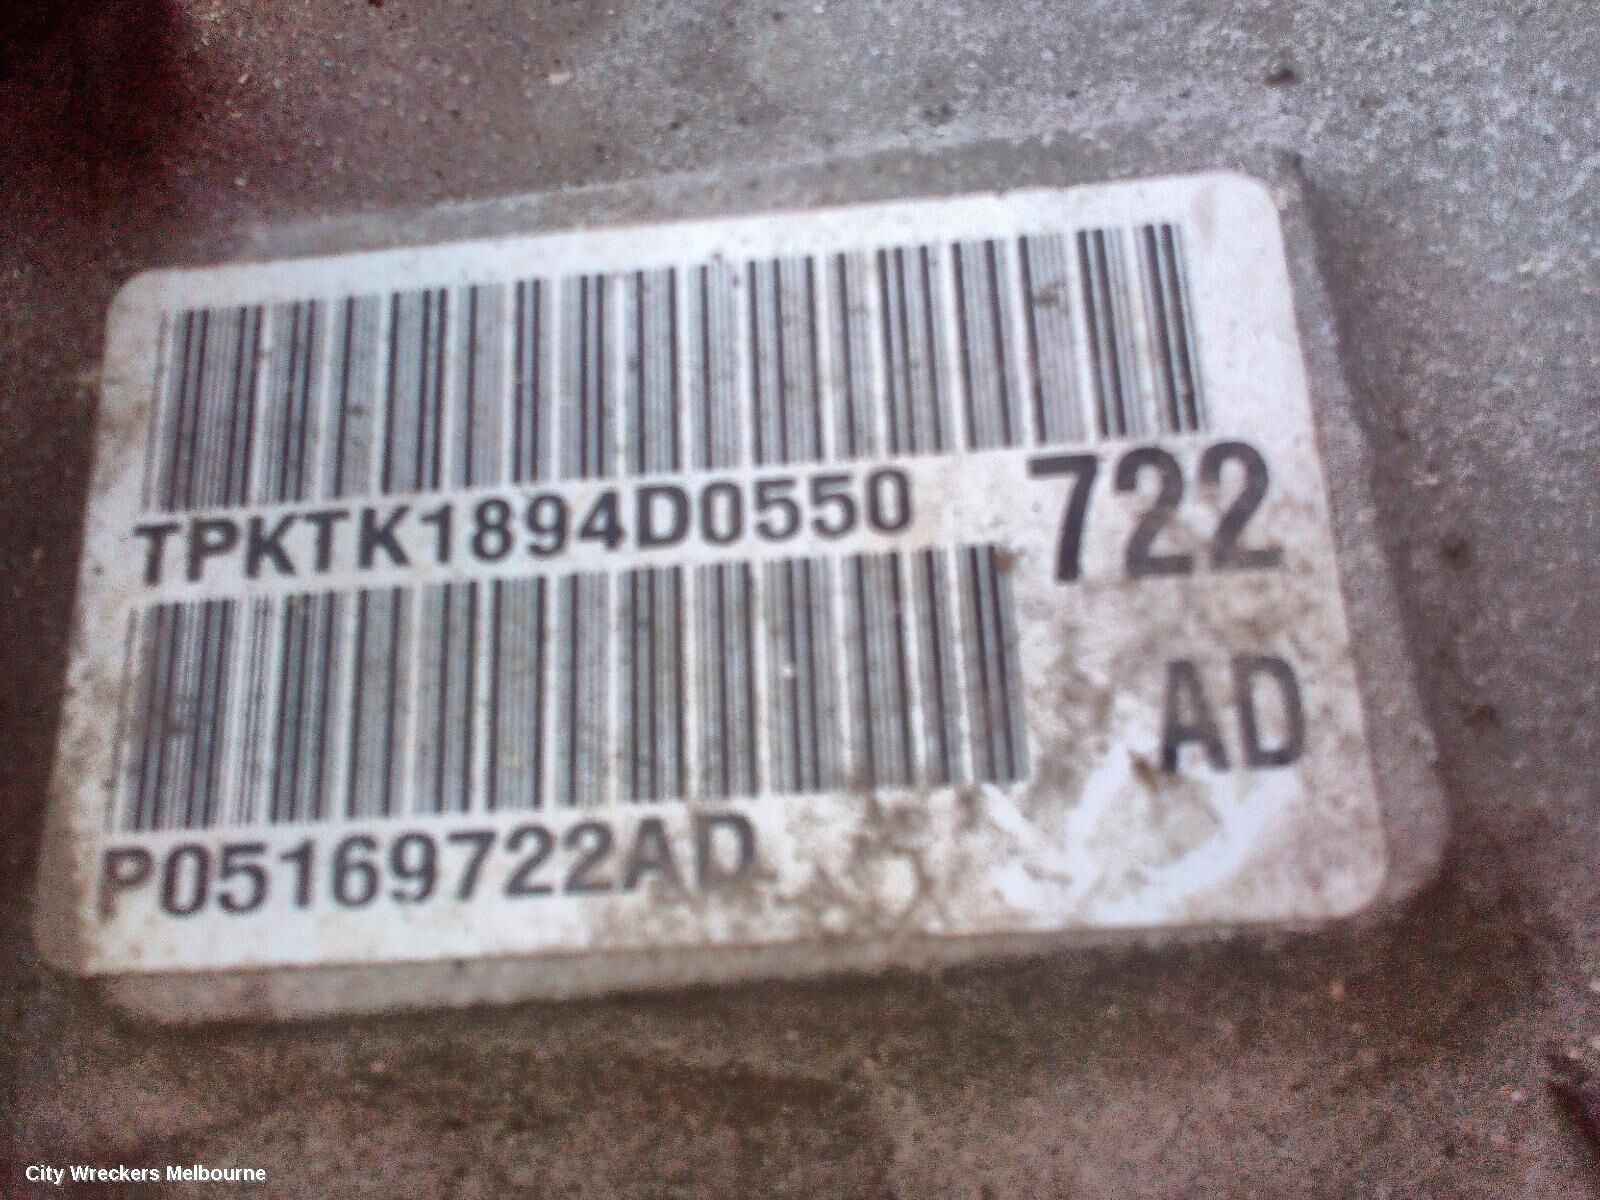 TPKTK1894D0550
722
AD
P05169722AD
City Wreckers Melbourne